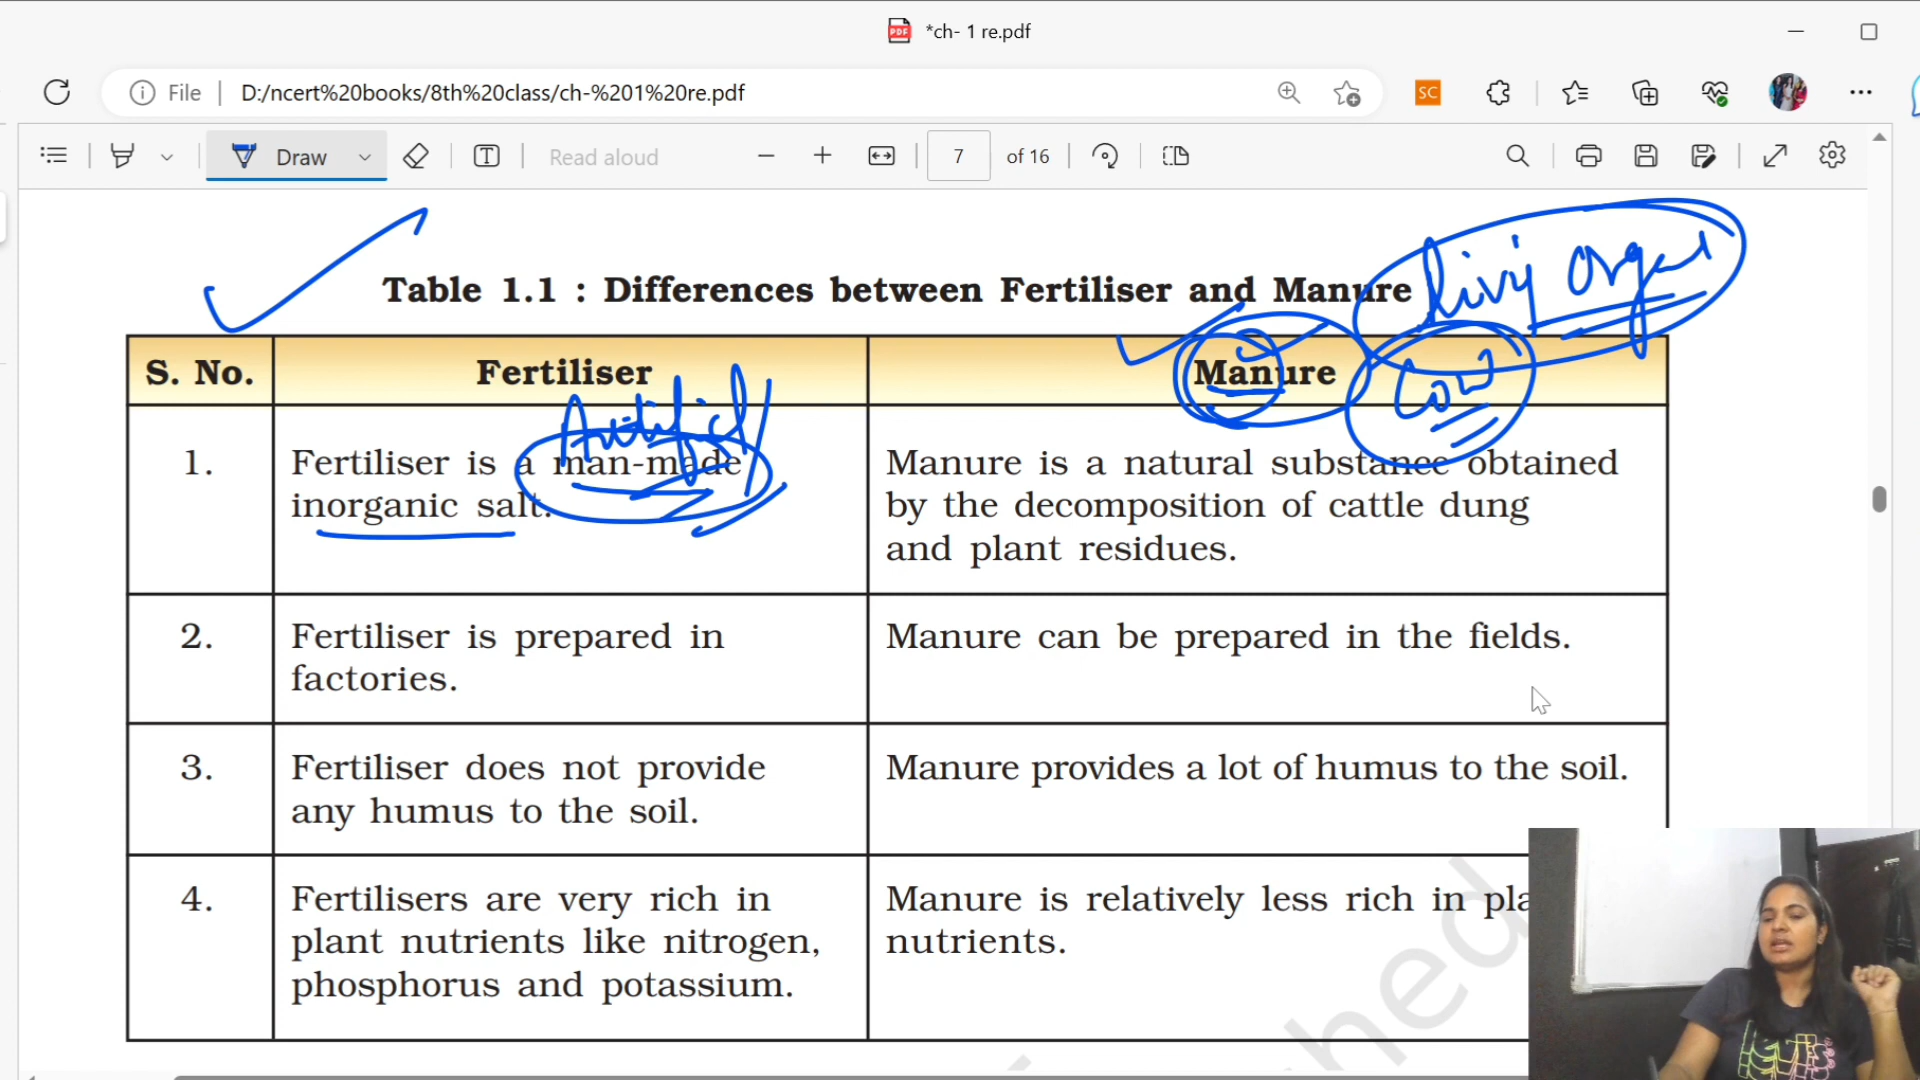 *ch- 1 re.pdf
File D:/ncert%20books/8th%20class/ch-%201%20re.pdf
SC
Draw Read aloud 7 of 16
Living
Table 1.1 : Differences between Fertiliser and Manure
S. No. Fertiliser Manure
Cow
1. Fertiliser is a man-made
inorganic salt.
Manure is a natural substance obtained
by the decomposition of cattle dung
and plant residues.
2. Fertiliser is prepared in
factories.
Manure can be prepared in the fields.
3. Fertiliser does not provide
any humus to the soil.
Manure provides a lot of humus to the soil.
4. Fertilisers are very rich in
plant nutrients like nitrogen,
phosphorus and potassium.
Manure is relatively less rich in pla
nutrients.